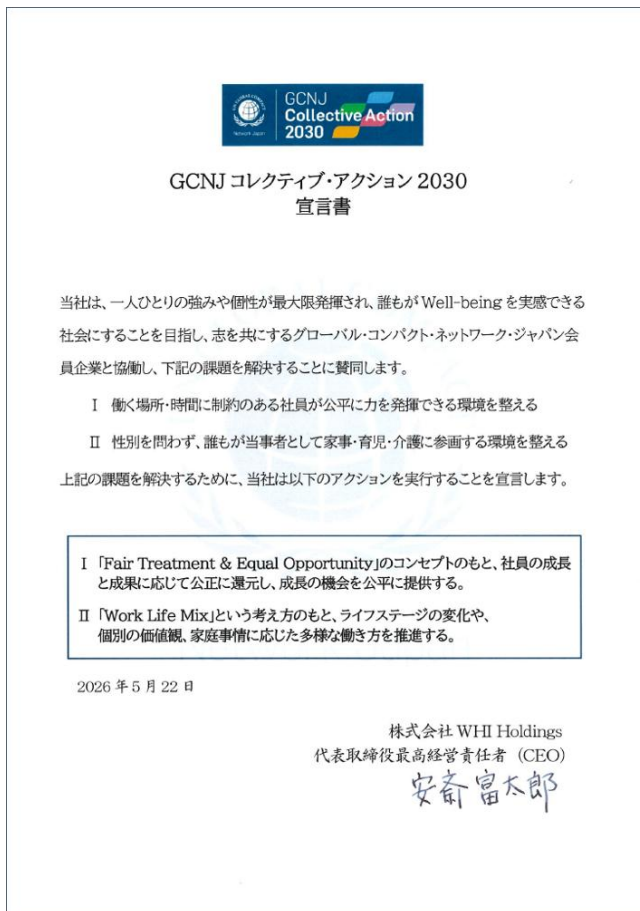 GCNJ
Collective Action
2030
Network Japan
GCNJ コレクティブ・アクション 2030
宣言書
当社は、一人ひとりの強みや個性が最大限発揮され、誰もが Well-being を実感できる
社会にすることを目指し、志を共にするグローバル・コンパクト・ネットワーク・ジャパン会
員企業と協働し、下記の課題を解決することに賛同します。
Ⅰ 働く場所・時間に制約のある社員が公平に力を発揮できる環境を整える
Ⅱ 性別を問わず、誰もが当事者として家事・育児・介護に参画する環境を整える
上記の課題を解決するために、当社は以下のアクションを実行することを宣言します。
Ⅰ 「Fair Treatment & Equal Opportunity」のコンセプトのもと、社員の成長
と成果に応じて公正に還元し、成長の機会を公平に提供する。
Ⅱ 「Work Life Mix」という考え方のもと、ライフステージの変化や、
個別の価値観、家庭事情に応じた多様な働き方を推進する。
2026 年 5 月 22 日
株式会社 WHI Holdings
代表取締役最高経営責任者（CEO）
安斎富太郎